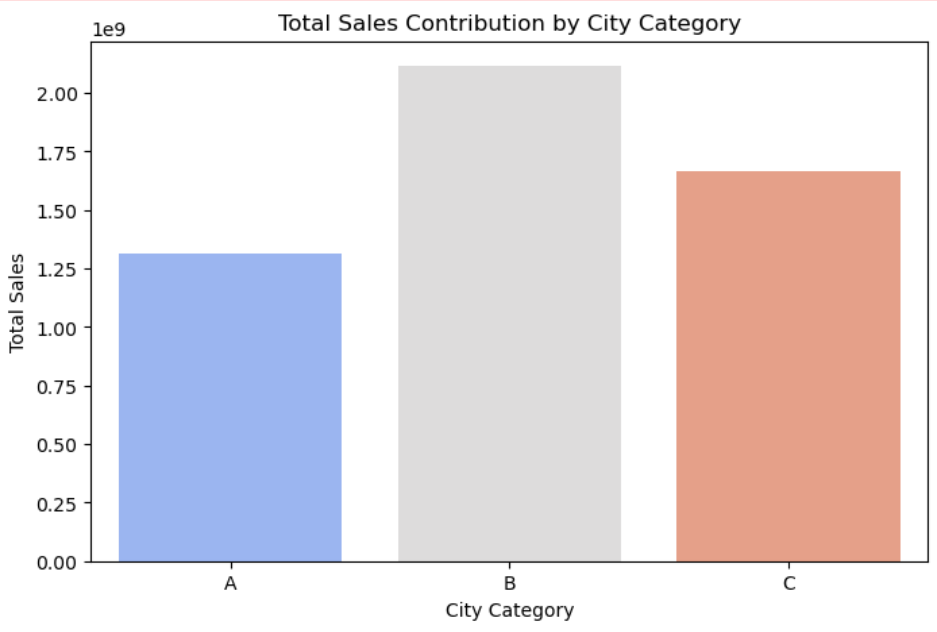 Total Sales Contribution by City Category
1e9
2.00
1.75
1.50
1.25
1.00
0.75
0.50
0.25
0.00
Total Sales
A B C
City Category